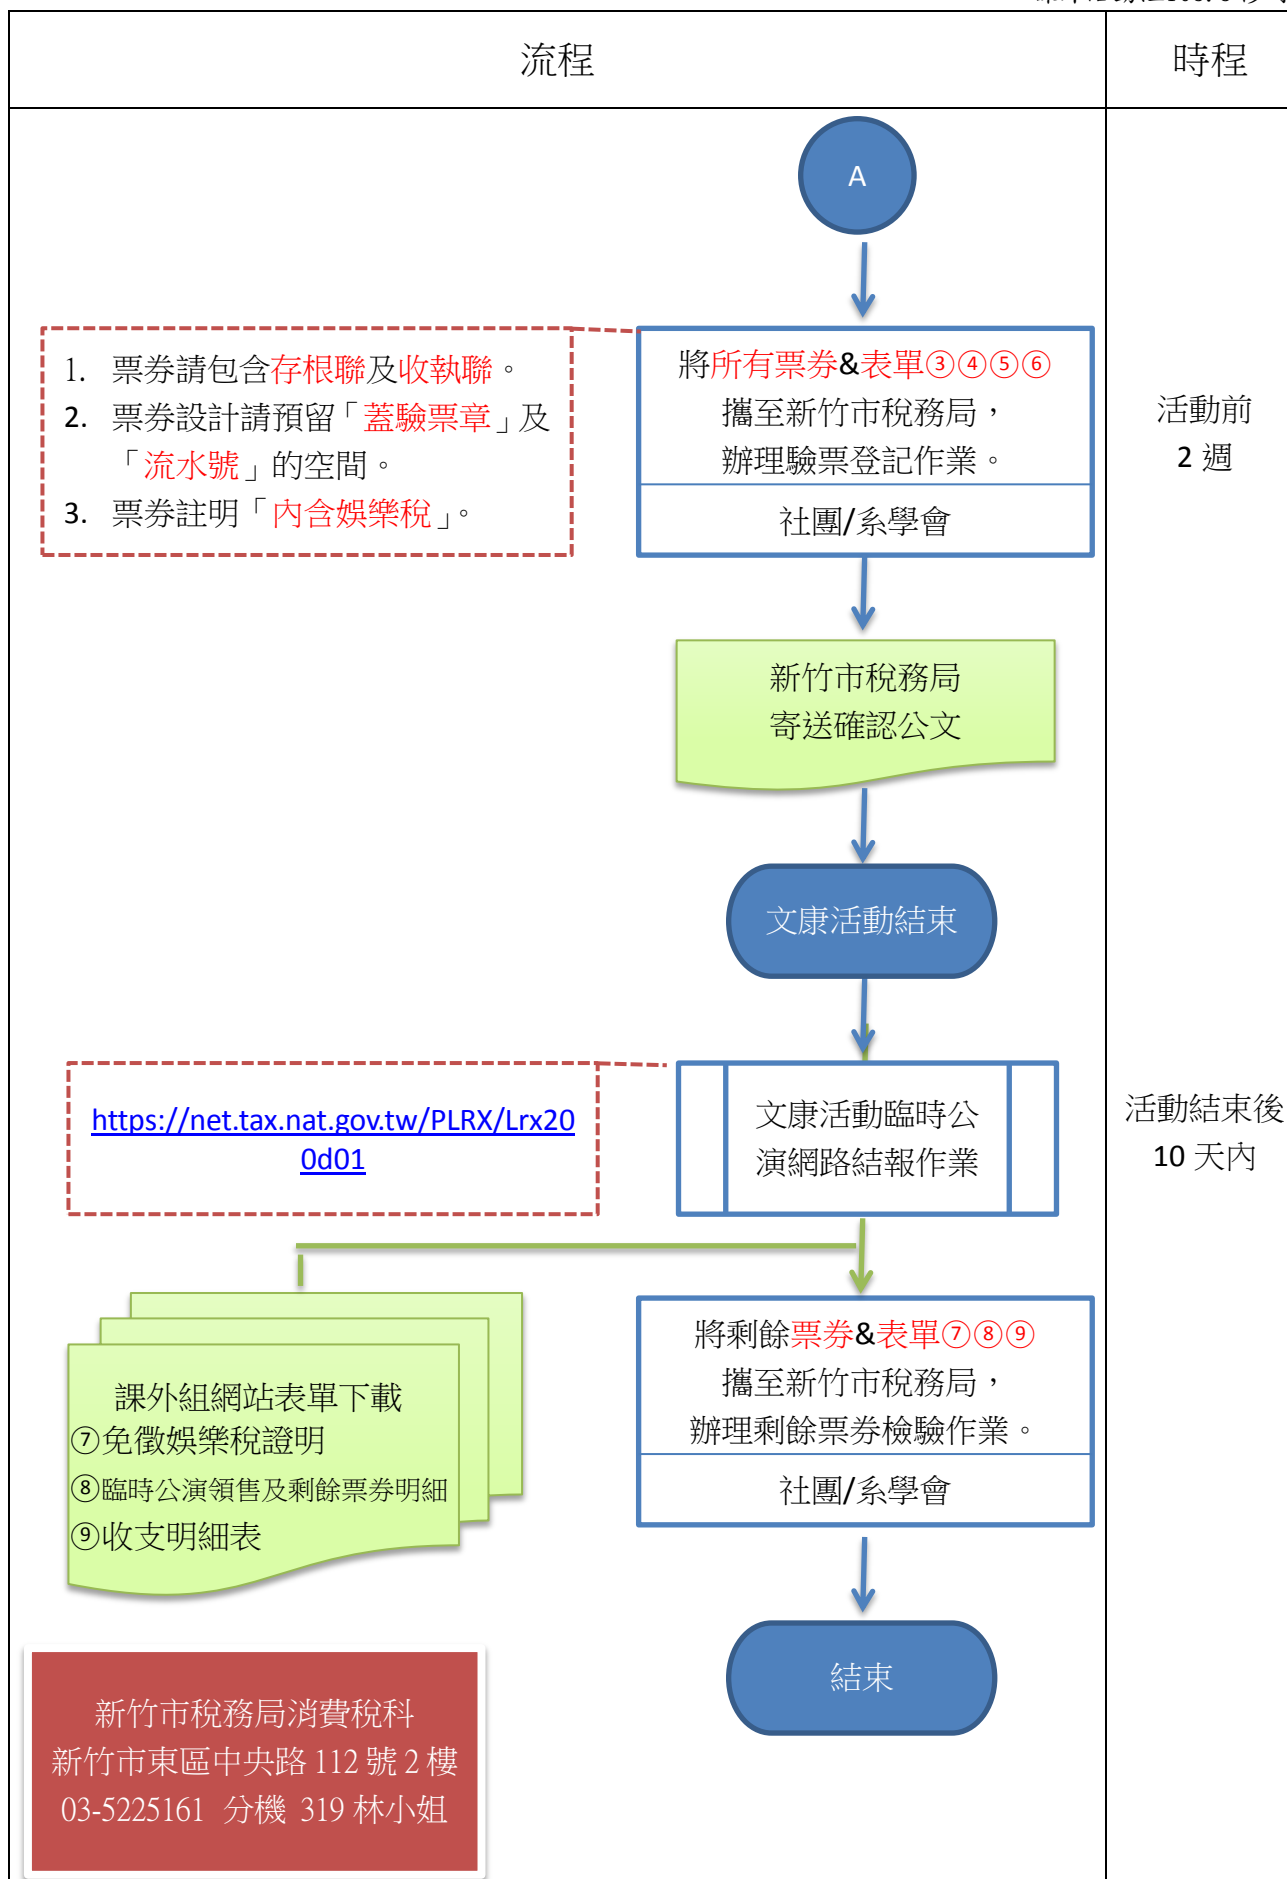 流程
時程
A
1. 票券請包含存根聯及收執聯。
2. 票券設計請預留「蓋驗票章」及
「流水號」的空間。
3. 票券註明「內含娛樂稅」。
將所有票券&表單③④⑤⑥
攜至新竹市稅務局，
辦理驗票登記作業。
社團/系學會
活動前
2 週
新竹市稅務局
寄送確認公文
文康活動結束
https://net.tax.nat.gov.tw/PLRX/Lrx20
0d01
文康活動臨時公
演網路結報作業
活動結束後
10 天內
課外組網站表單下載
⑦免徵娛樂稅證明
⑧臨時公演領售及剩餘票券明細
⑨收支明細表
將剩餘票券&表單⑦⑧⑨
攜至新竹市稅務局，
辦理剩餘票券檢驗作業。
社團/系學會
結束
新竹市稅務局消費稅科
新竹市東區中央路 112 號 2 樓
03-5225161 分機 319 林小姐